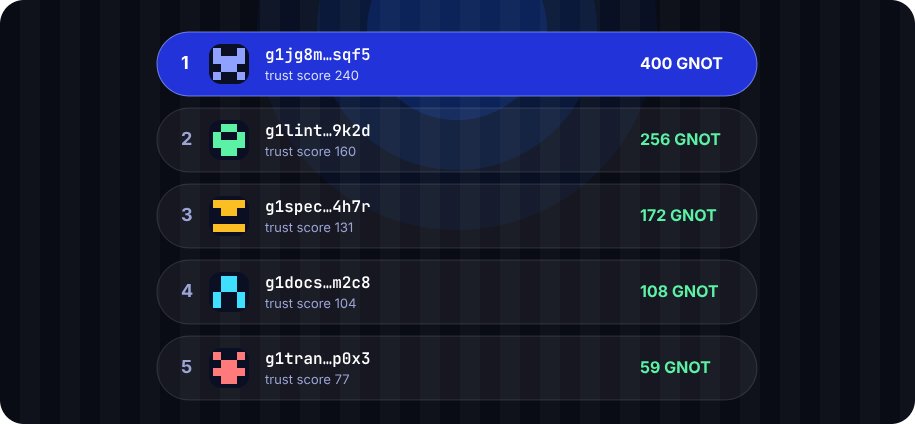 1
g1jg8m…sqf5
trust score 240
400 GNOT
2
g1lint…9k2d
trust score 160
256 GNOT
3
g1spec…4h7r
trust score 131
172 GNOT
4
g1docs…m2c8
trust score 104
108 GNOT
5
g1tran…p0x3
trust score 77
59 GNOT